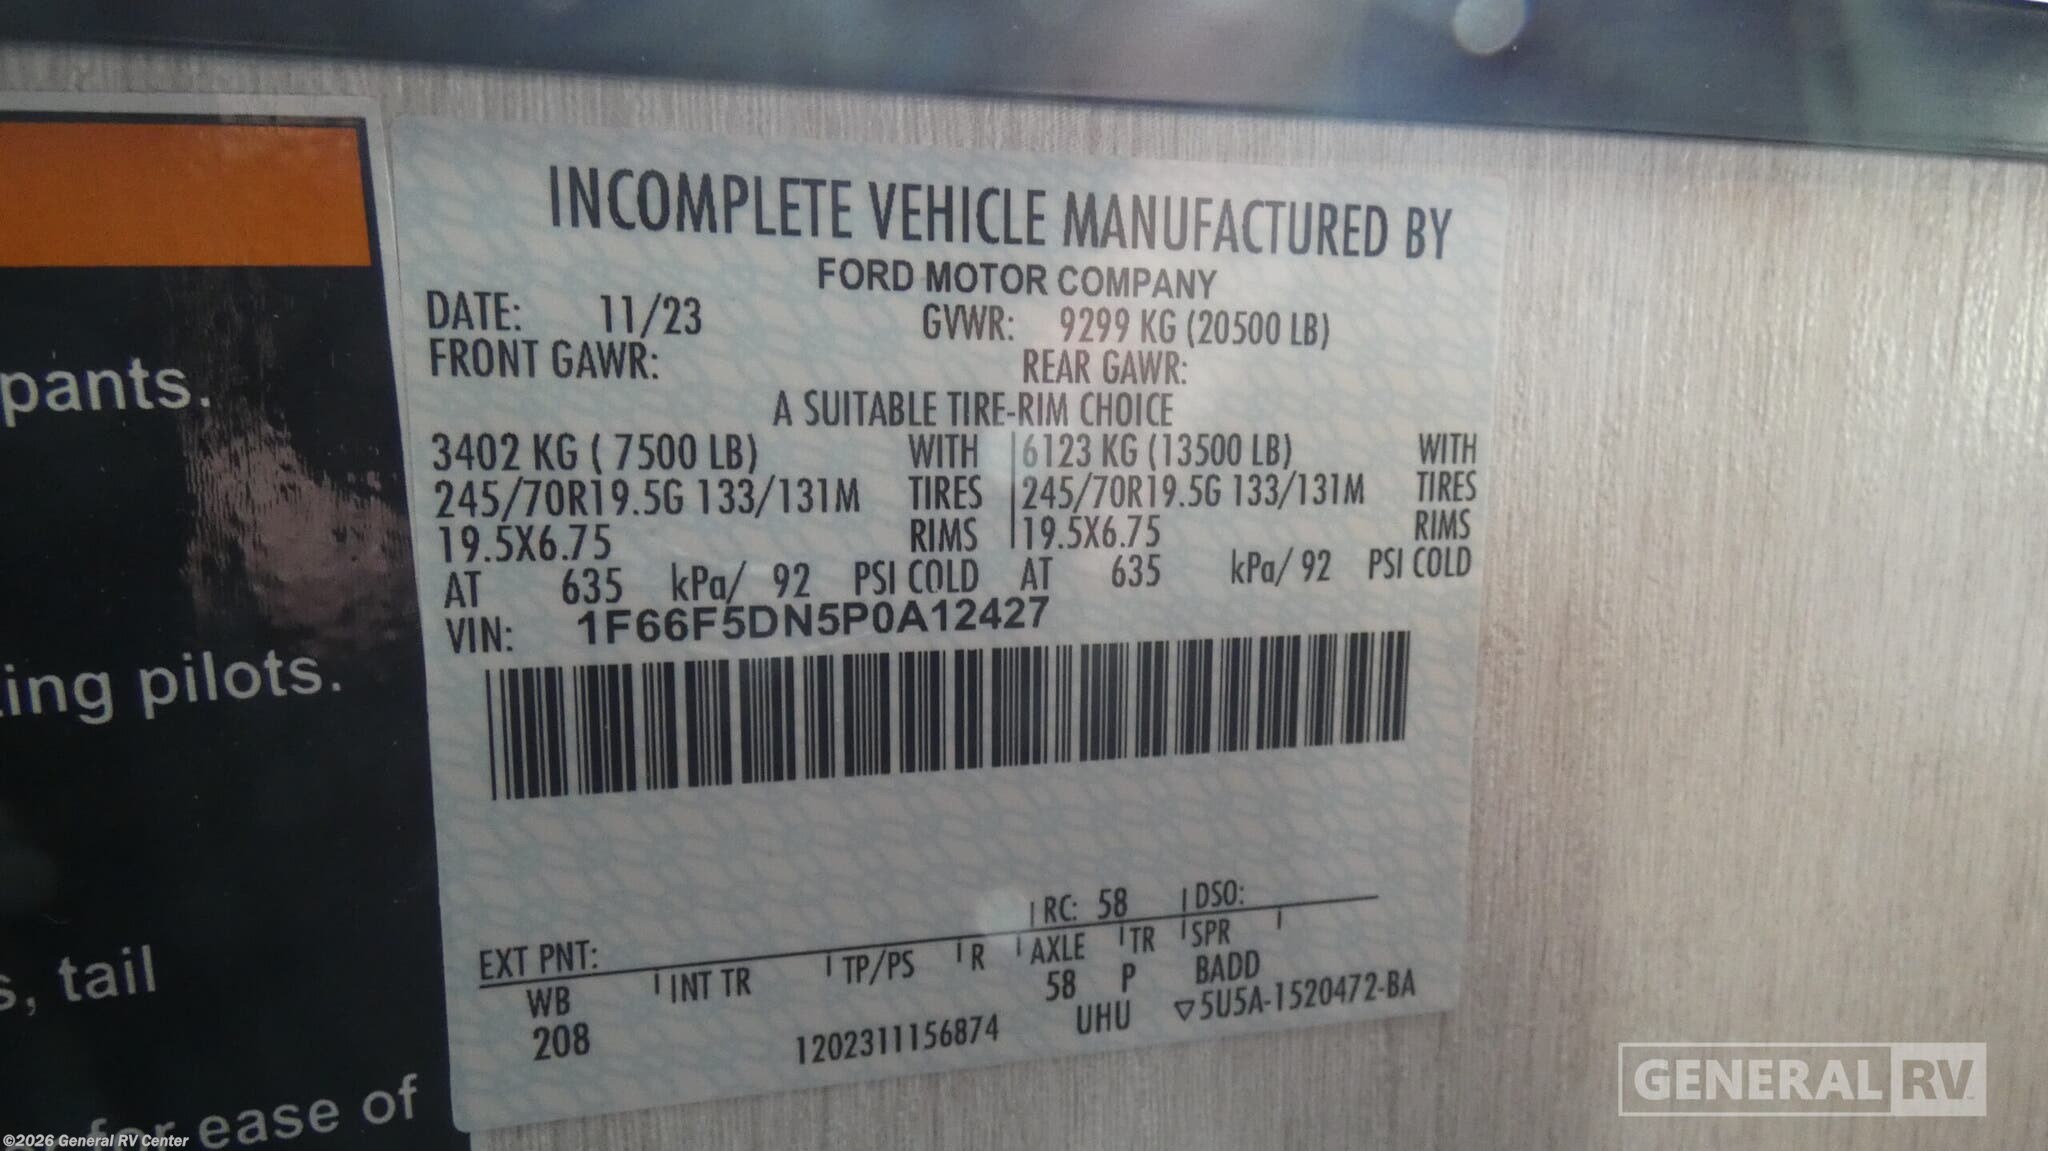 INCOMPLETE VEHICLE MANUFACTURED BY
FORD MOTOR COMPANY
DATE: 11/23 GVWR: 9299 KG (20500 LB)
FRONT GAWR: REAR GAWR:
A SUITABLE TIRE-RIM CHOICE
3402 KG ( 7500 LB) WITH 6123 KG (13500 LB) WITH
245/70R19.5G 133/131M TIRES 245/70R19.5G 133/131M TIRES
19.5X6.75 RIMS 19.5X6.75 RIMS
AT 635 kPa/ 92 PSI COLD AT 635 kPa/ 92 PSI COLD
VIN: 1F66F5DN5P0A12427
RC: 58 DSO:
EXT PNT:
WB INT TR TP/PS R AXLE TR SPR
208 58 P BADD
1202311156874 UHU ▽5U5A-1520472-BA
pants.
ing pilots.
s, tail
for ease of
GENERAL RV
©2026 General RV Center